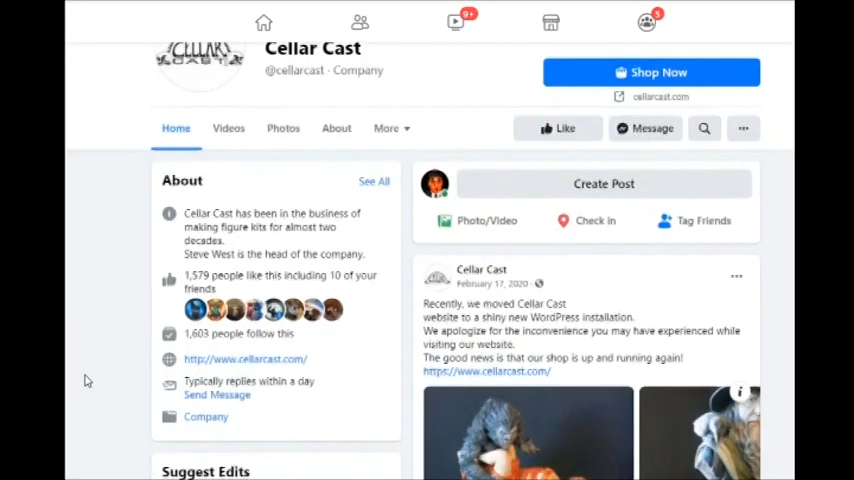 9+
5
CELLAR
CAST
Cellar Cast
@cellarcast · Company
Shop Now
cellarcast.com
Home
Videos
Photos
About
More
Like
Message
About
See All
Cellar Cast has been in the business of
making figure kits for almost two
decades.
Steve West is the head of the company.
1,579 people like this including 10 of your
friends
1,603 people follow this
http://www.cellarcast.com/
Typically replies within a day
Send Message
Company
Suggest Edits
Create Post
Photo/Video
Check in
Tag Friends
Cellar Cast
February 17, 2020 ·
Recently, we moved Cellar Cast
website to a shiny new WordPress installation.
We apologize for the inconvenience you may have experienced while
visiting our website.
The good news is that our shop is up and running again!
https://www.cellarcast.com/